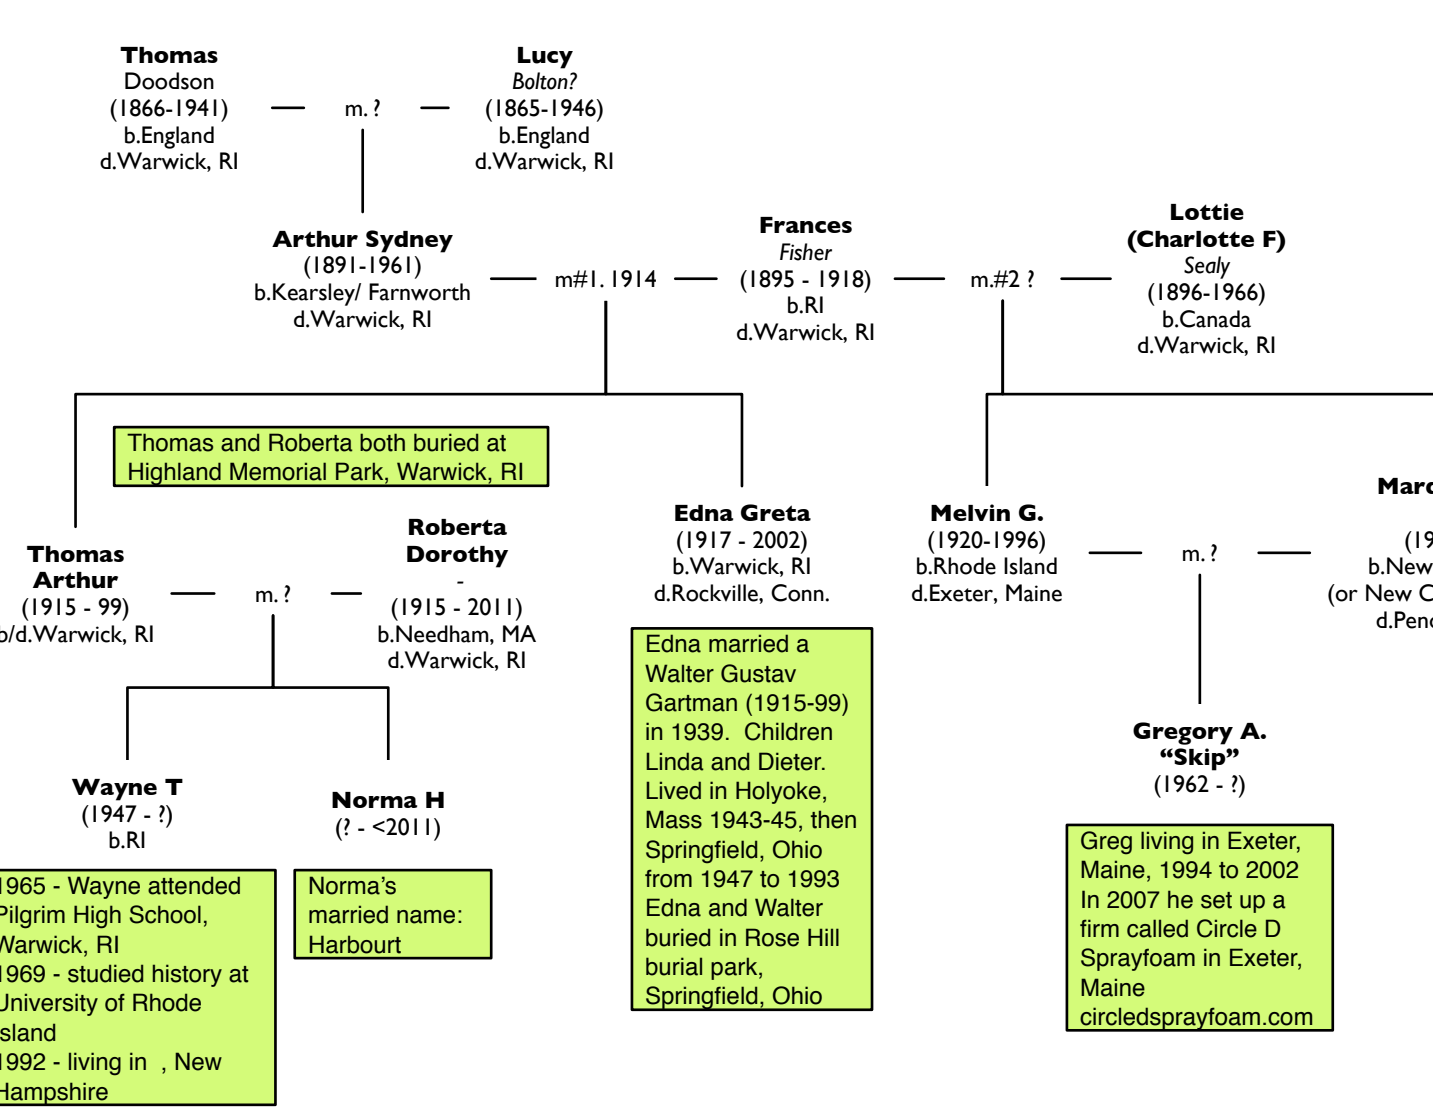 Thomas
Doodson
(1866-1941)
b.England
d.Warwick, RI
m. ?
Lucy
Bolton?
(1865-1946)
b.England
d.Warwick, RI
Arthur Sydney
(1891-1961)
b.Kearsley/ Farnworth
d.Warwick, RI
m#1. 1914
Frances
Fisher
(1895 - 1918)
b.RI
d.Warwick, RI
m.#2 ?
Lottie
(Charlotte F)
Sealy
(1896-1966)
b.Canada
d.Warwick, RI
Thomas and Roberta both buried at
Highland Memorial Park, Warwick, RI
Thomas
Arthur
(1915 - 99)
b/d.Warwick, RI
m. ?
Roberta
Dorothy
-
(1915 - 2011)
b.Needham, MA
d.Warwick, RI
Edna Greta
(1917 - 2002)
b.Warwick, RI
d.Rockville, Conn.
Melvin G.
(1920-1996)
b.Rhode Island
d.Exeter, Maine
m. ?
(19
b.New
(or New
Edna married a
Walter Gustav
Gartman (1915-99)
in 1939.  Children
Linda and Dieter.
Lived in Holyoke,
Mass 1943-45, then
Springfield, Ohio
from 1947 to 1993
Edna and Walter
buried in Rose Hill
burial park,
Springfield, Ohio
Wayne T
(1947 - ?)
b.RI
Norma H
(? - <2011)
Gregory A.
“Skip”
(1962 - ?)
1965 - Wayne attended
Pilgrim High School,
Warwick, RI
1969 - studied history at
University of Rhode
Island
1992 - living in  , New
Hampshire
Norma’s
married name:
Harbourt
Greg living in Exeter,
Maine, 1994 to 2002
In 2007 he set up a
firm called Circle D
Sprayfoam in Exeter,
Maine
circledsprayfoam.com